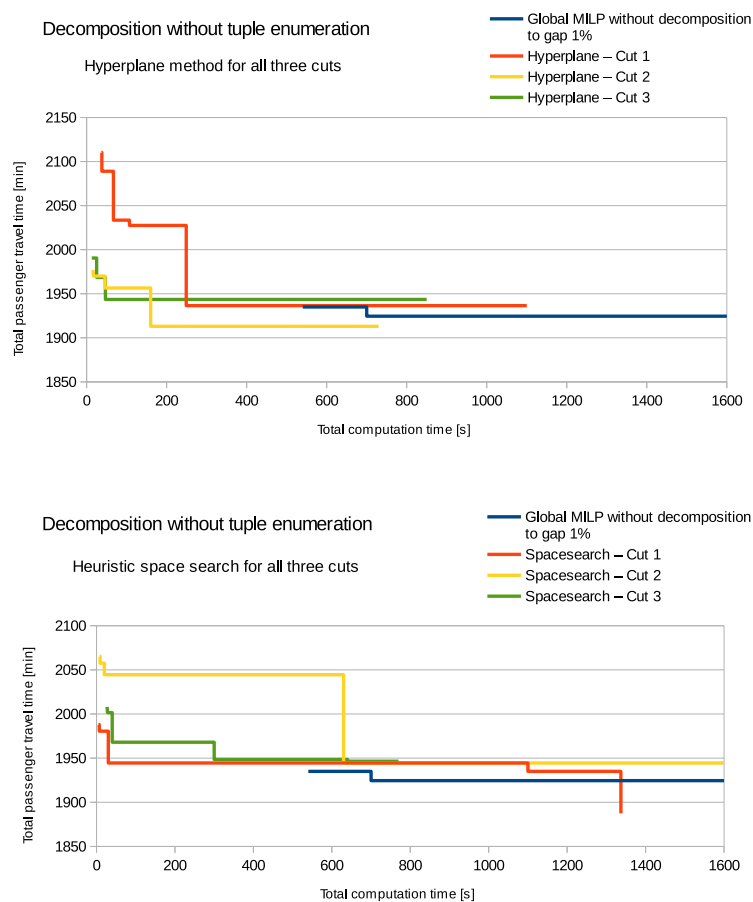 Decomposition without tuple enumeration
Hyperplane method for all three cuts
Global MILP without decomposition
to gap 1%
Hyperplane – Cut 1
Hyperplane – Cut 2
Hyperplane – Cut 3
Total passenger travel time [min]
2150
2100
2050
2000
1950
1900
1850
0 200 400 600 800 1000 1200 1400 1600
Total computation time [s]
Decomposition without tuple enumeration
Heuristic space search for all three cuts
Global MILP without decomposition
to gap 1%
Spacesearch – Cut 1
Spacesearch – Cut 2
Spacesearch – Cut 3
Total passenger travel time [min]
2100
2050
2000
1950
1900
1850
0 200 400 600 800 1000 1200 1400 1600
Total computation time [s]